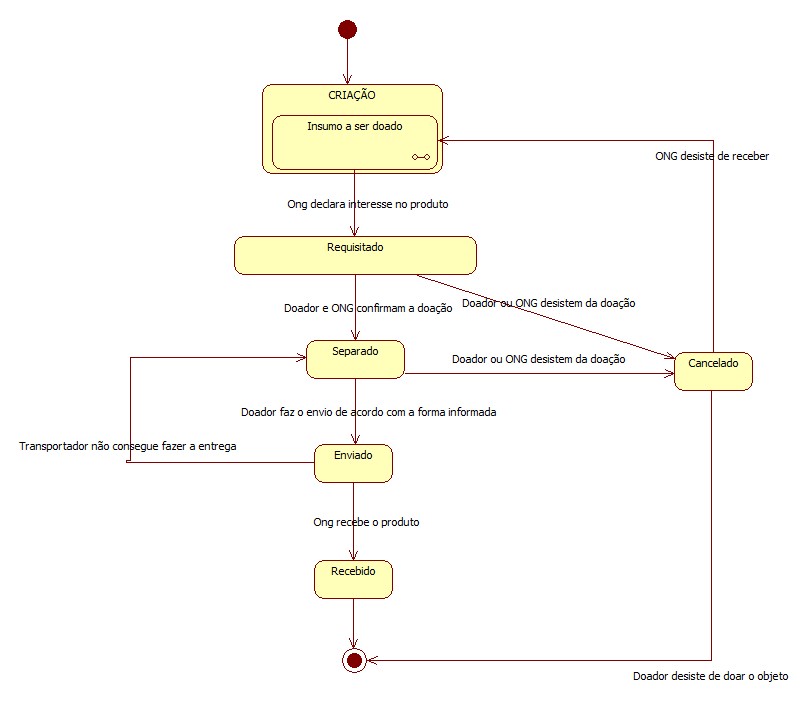 CRIAÇÃO
Insumo a ser doado
ONG desiste de receber
Ong declara interesse no produto
Requisitado
Doador ou ONG desistem da doação
Doador e ONG confirmam a doação
Separado
Doador ou ONG desistem da doação
Cancelado
Doador faz o envio de acordo com a forma informada
Transportador não consegue fazer a entrega
Enviado
Ong recebe o produto
Recebido
Doador desiste de doar o objeto